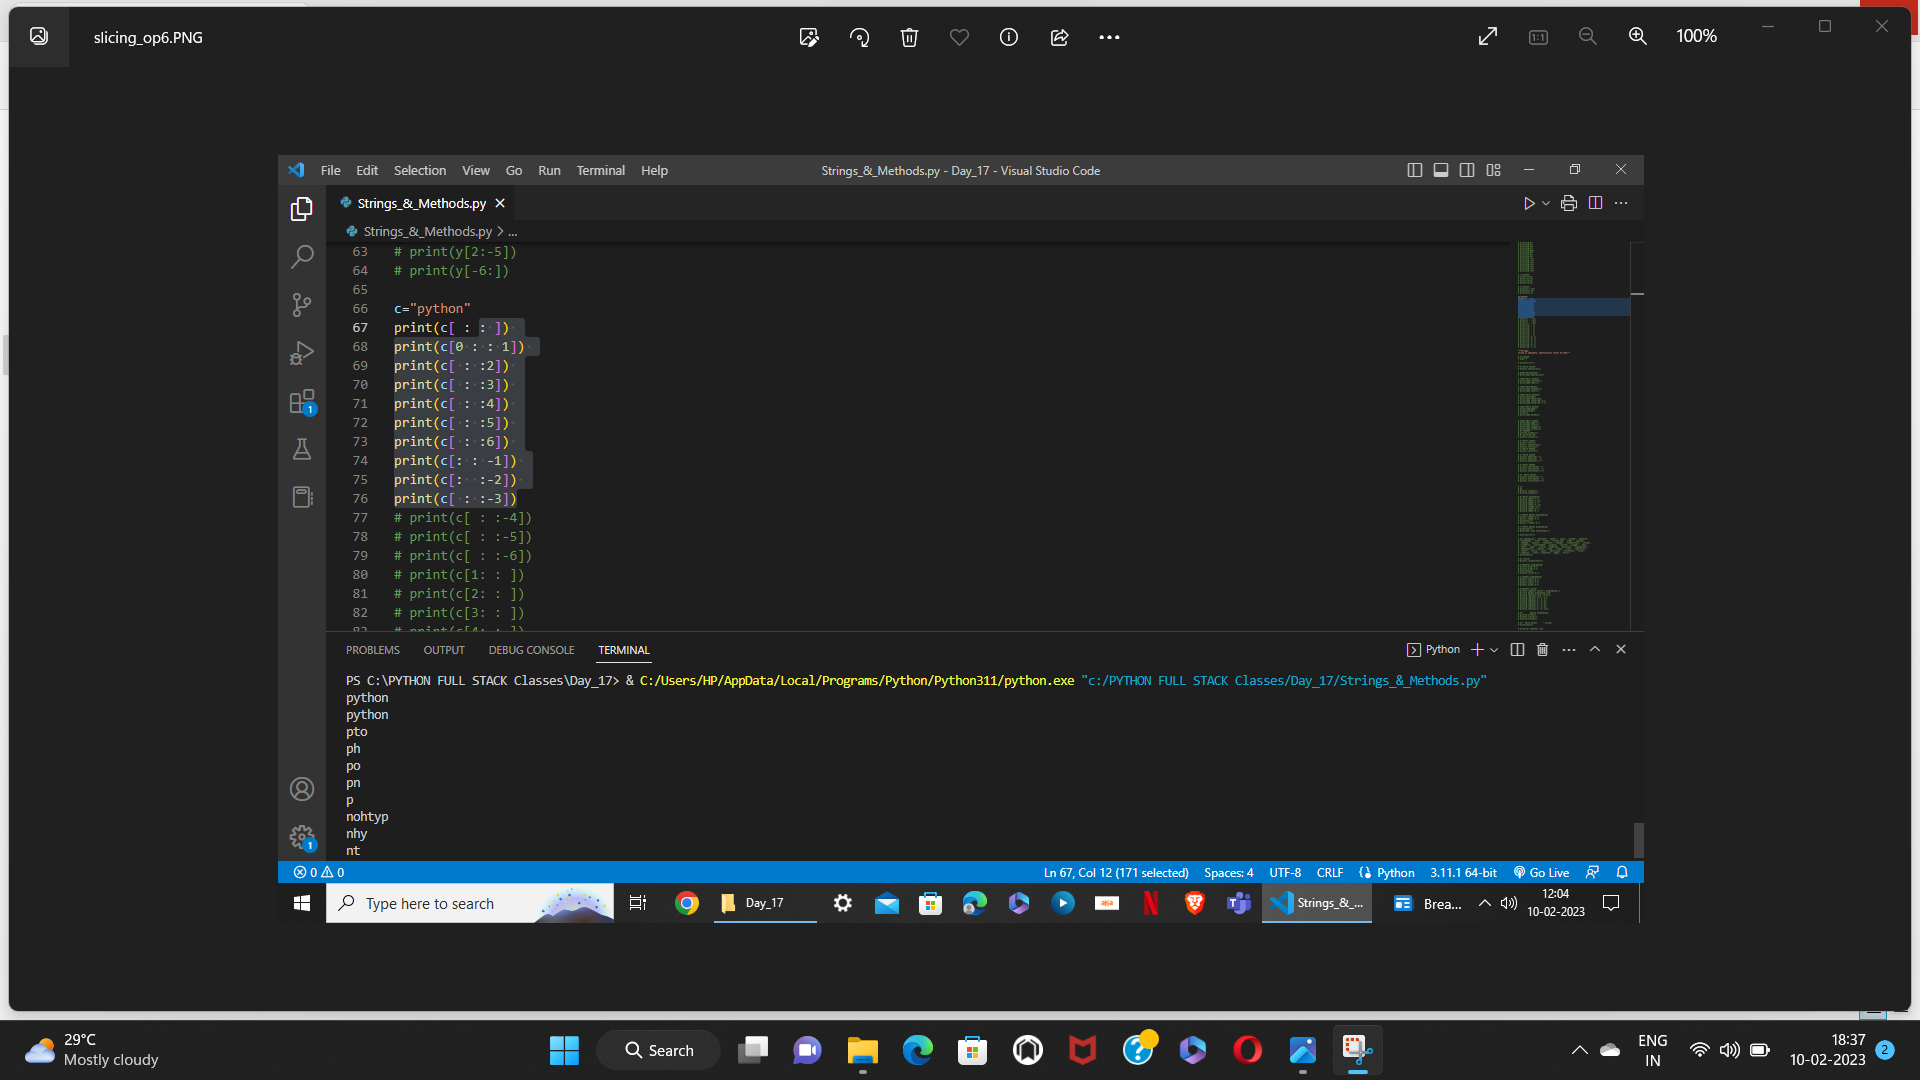 slicing_op6.PNG
1:1
100%
File Edit Selection View Go Run Terminal Help
Strings_&_Methods.py - Day_17 - Visual Studio Code
Strings_&_Methods.py
Strings_&_Methods.py > ...
63 # print(y[2:-5])
64 # print(y[-6:])
65
66 c="python"
67 print(c[ : : ])
68 print(c[0 : : 1])
69 print(c[ : :2])
70 print(c[ : :3])
71 print(c[ : :4])
72 print(c[ : :5])
73 print(c[ : :6])
74 print(c[: : -1])
75 print(c[: :-2])
76 print(c[ : :-3])
77 # print(c[ : :-4])
78 # print(c[ : :-5])
79 # print(c[ : :-6])
80 # print(c[1: : ])
81 # print(c[2: : ])
82 # print(c[3: : ])
83 # print(c[4: : ])
1
1
PROBLEMS OUTPUT DEBUG CONSOLE TERMINAL
Python
PS C:\PYTHON FULL STACK Classes\Day_17> & C:/Users/HP/AppData/Local/Programs/Python/Python311/python.exe "c:/PYTHON FULL STACK Classes/Day_17/Strings_&_Methods.py"
python
python
pto
ph
po
pn
p
nohtyp
nhy
nt
0 0
Ln 67, Col 12 (171 selected) Spaces: 4 UTF-8 CRLF Python 3.11.1 64-bit Go Live
Type here to search
Day_17
Strings_&_...
Brea...
12:04
10-02-2023
29°C
Mostly cloudy
Search
ENG
IN
18:37
10-02-2023
2